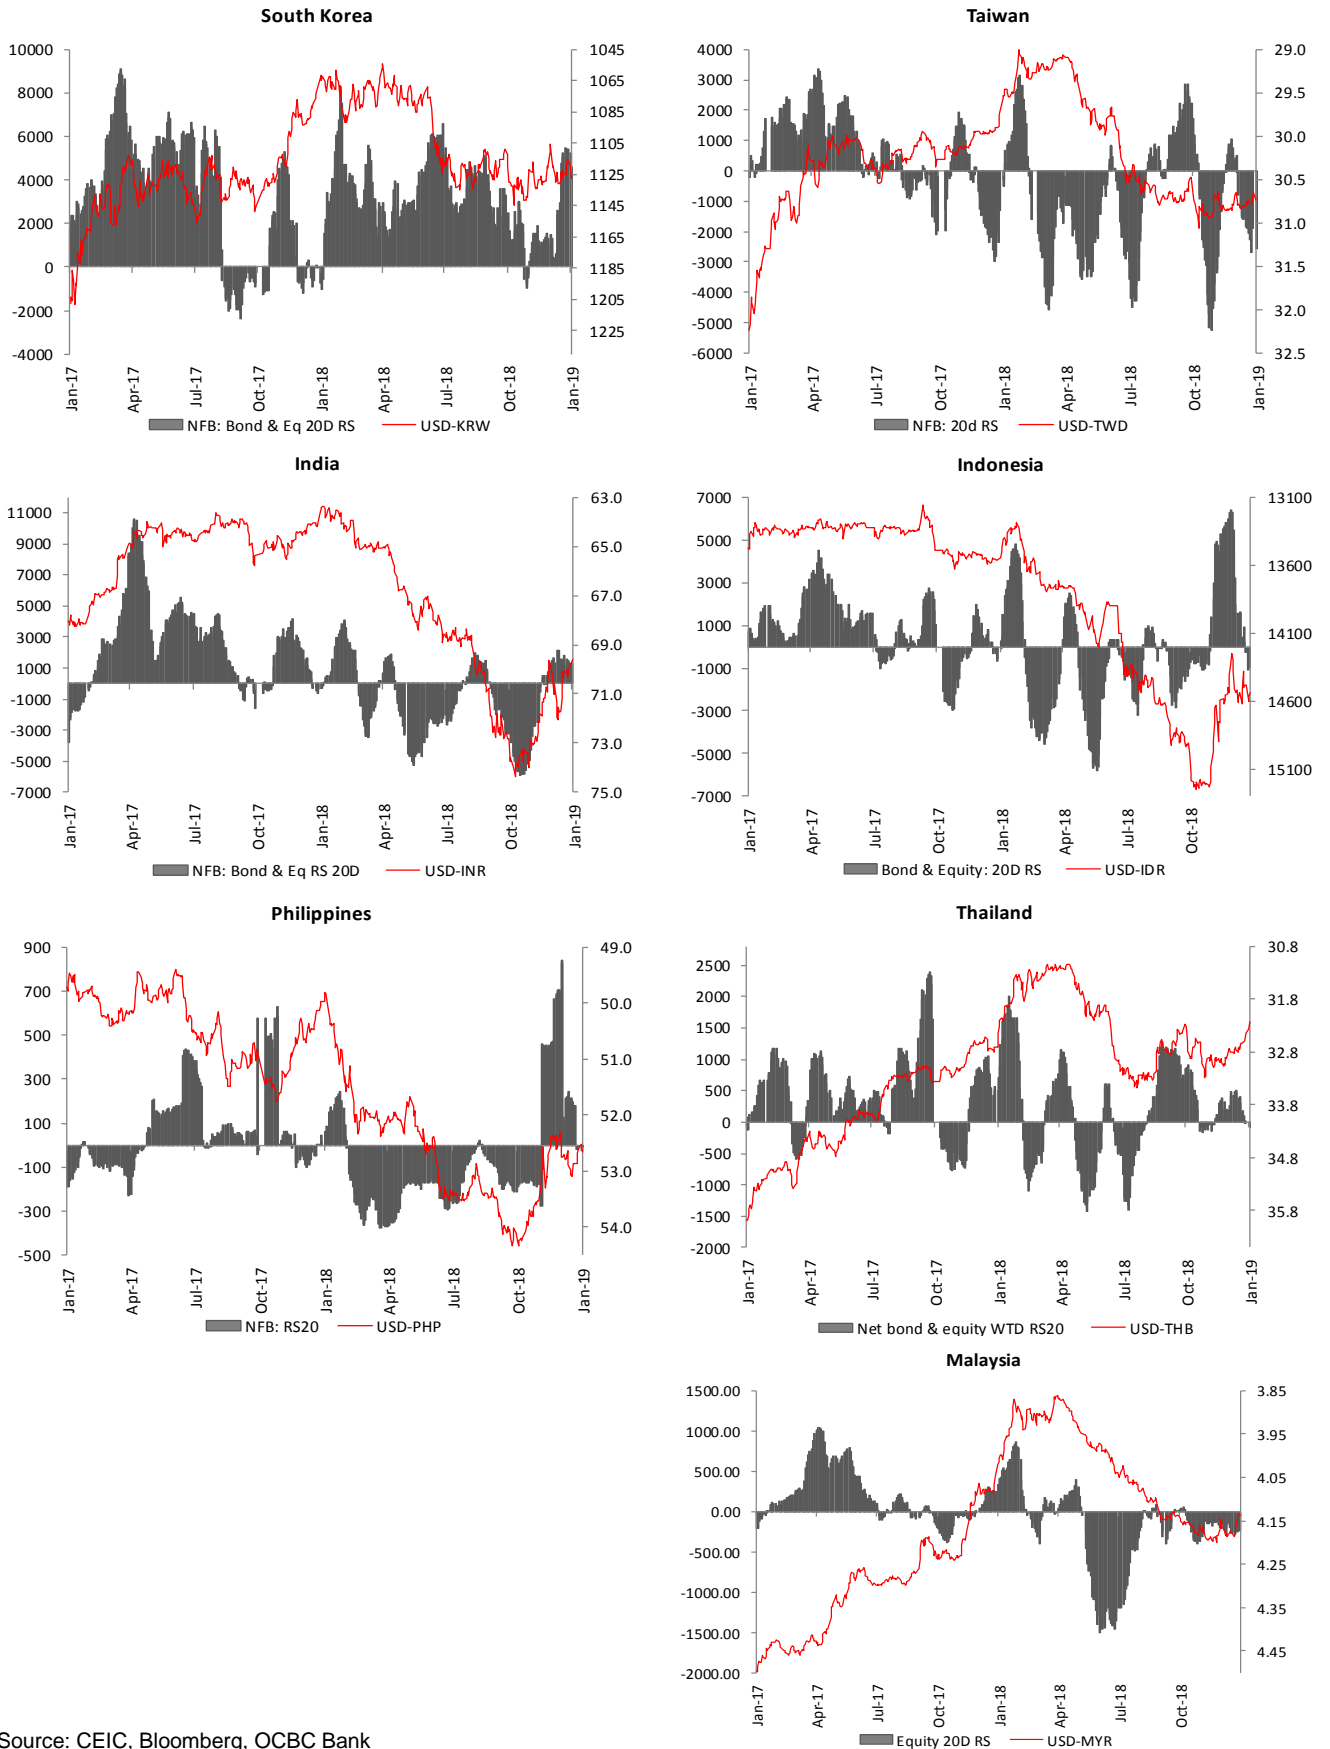 South Korea
10000
8000
6000
4000
2000
0
-2000
-4000
1045
1065
1085
1105
1125
1145
1165
1185
1205
1225
Jan-17
Apr-17
Jul-17
Oct-17
Jan-18
Apr-18
Jul-18
Oct-18
Jan-19
NFB: Bond & Eq 20D RS
USD-KRW
Taiwan
4000
3000
2000
1000
0
-1000
-2000
-3000
-4000
-5000
-6000
29.0
29.5
30.0
30.5
31.0
31.5
32.0
32.5
Jan-17
Apr-17
Jul-17
Oct-17
Jan-18
Apr-18
Jul-18
Oct-18
Jan-19
NFB: 20d RS
USD-TWD
India
11000
9000
7000
5000
3000
1000
-1000
-3000
-5000
-7000
63.0
65.0
67.0
69.0
71.0
73.0
75.0
Jan-17
Apr-17
Jul-17
Oct-17
Jan-18
Apr-18
Jul-18
Oct-18
Jan-19
NFB: Bond & Eq RS 20D
USD-INR
Indonesia
7000
5000
3000
1000
-1000
-3000
-5000
-7000
13100
13600
14100
14600
15100
Jan-17
Apr-17
Jul-17
Oct-17
Jan-18
Apr-18
Jul-18
Oct-18
Bond & Equity: 20D RS
USD-IDR
Philippines
900
700
500
300
100
-100
-300
-500
49.0
50.0
51.0
52.0
53.0
54.0
Jan-17
Apr-17
Jul-17
Oct-17
Jan-18
Apr-18
Jul-18
Oct-18
Jan-19
NFB: RS20
USD-PHP
Thailand
2500
2000
1500
1000
500
0
-500
-1000
-1500
-2000
30.8
31.8
32.8
33.8
34.8
35.8
Jan-17
Apr-17
Jul-17
Oct-17
Jan-18
Apr-18
Jul-18
Oct-18
Jan-19
Net bond & equity WTD RS20
USD-THB
Malaysia
1500.00
1000.00
500.00
0.00
-500.00
-1000.00
-1500.00
-2000.00
3.85
3.95
4.05
4.15
4.25
4.35
4.45
Jan-17
Apr-17
Jul-17
Oct-17
Jan-18
Apr-18
Jul-18
Oct-18
Equity 20D RS
USD-MYR
Source: CEIC, Bloomberg, OCBC Bank